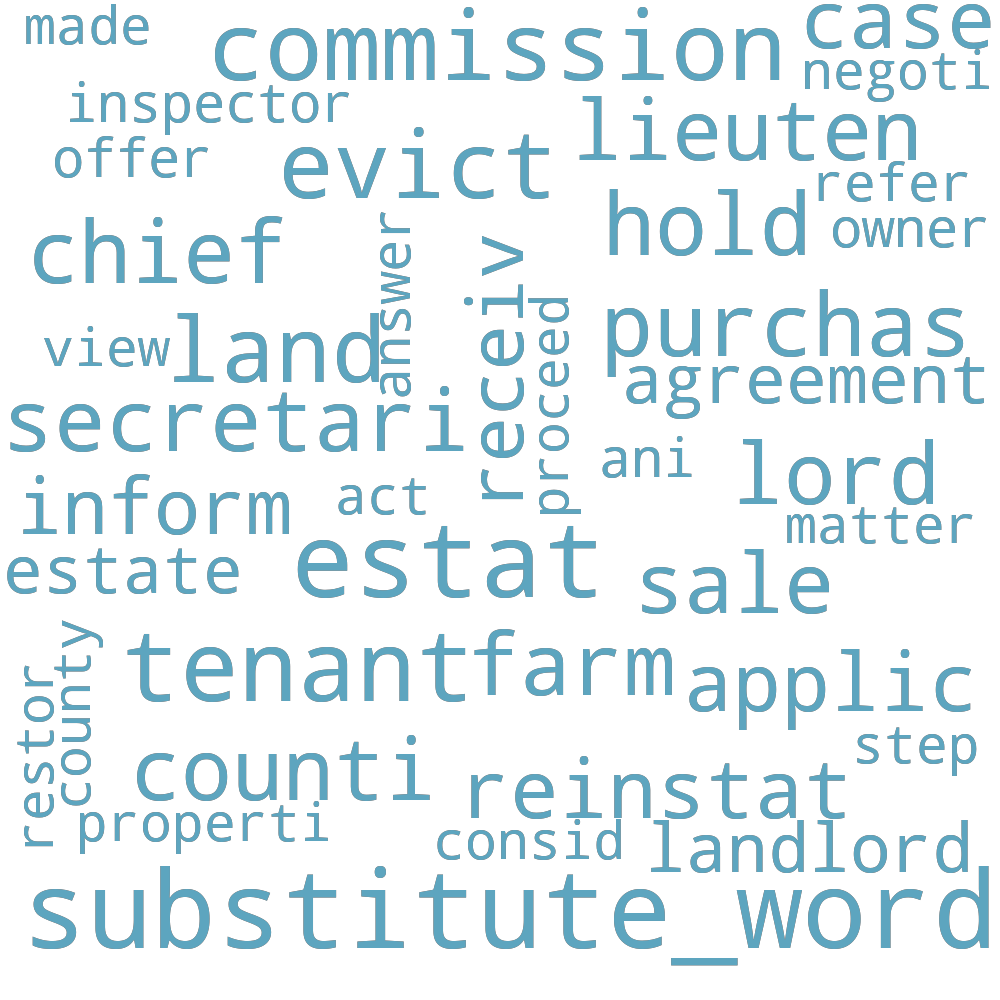 made
commission
case
negoti
inspector
lieuten
offer
evict
refer
hold
owner
chief
answer
receiv
purchas
proceed
view
land
agreement
secretari
ani
lord
inform
act
matter
estat
estate
sale
tenant
farm
applic
restor
county
step
counti
reinstat
properti
consid
landlord
substitute_word